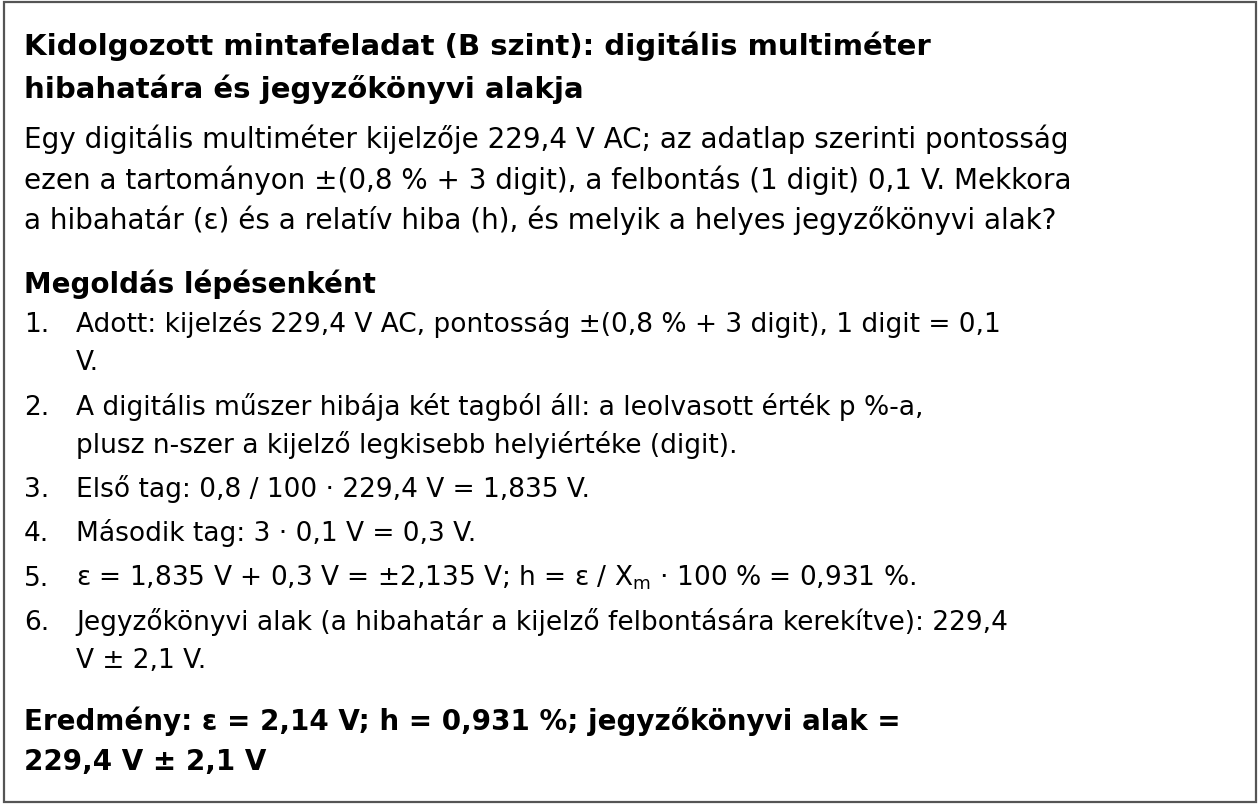 Kidolgozott mintafeladat (B szint): digitális multiméter
hibahatára és jegyzőkönyvi alakja
Egy digitális multiméter kijelzője 229,4 V AC; az adatlap szerinti pontosság
ezen a tartományon ±(0,8 % + 3 digit), a felbontás (1 digit) 0,1 V. Mekkora
a hibahatár (ε) és a relatív hiba (h), és melyik a helyes jegyzőkönyvi alak?
Megoldás lépésenként
1. Adott: kijelzés 229,4 V AC, pontosság ±(0,8 % + 3 digit), 1 digit = 0,1
V.
2. A digitális műszer hibája két tagból áll: a leolvasott érték p %-a,
plusz n-szer a kijelző legkisebb helyiértéke (digit).
3. Első tag: 0,8 / 100 · 229,4 V = 1,835 V.
4. Második tag: 3 · 0,1 V = 0,3 V.
5. ε = 1,835 V + 0,3 V = ±2,135 V; h = ε / Xₘ · 100 % = 0,931 %.
6. Jegyzőkönyvi alak (a hibahatár a kijelző felbontására kerekítve): 229,4
V ± 2,1 V.
Eredmény: ε = 2,14 V; h = 0,931 %; jegyzőkönyvi alak =
229,4 V ± 2,1 V